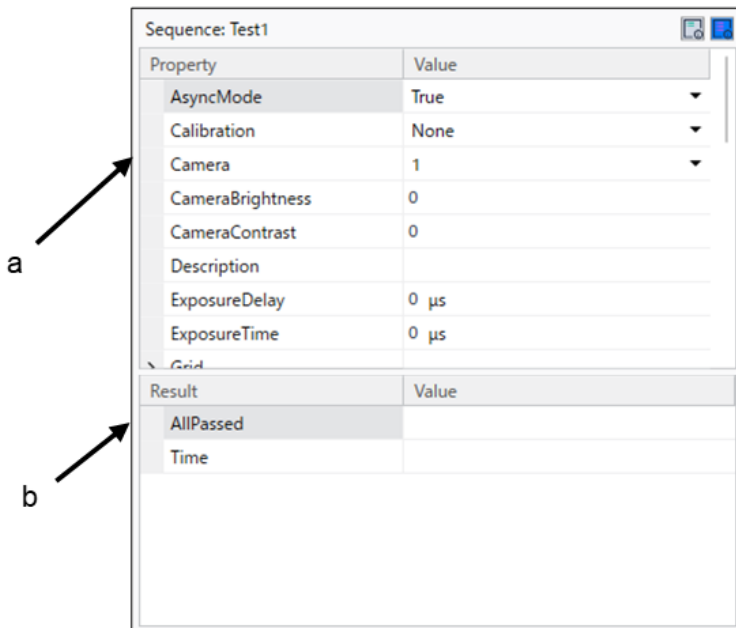 Sequence: Test1
Property Value
AsyncMode True
Calibration None
Camera 1
a
CameraBrightness 0
CameraContrast 0
Description
ExposureDelay 0 µs
ExposureTime 0 µs
Grid
Result Value
AllPassed
Time
b